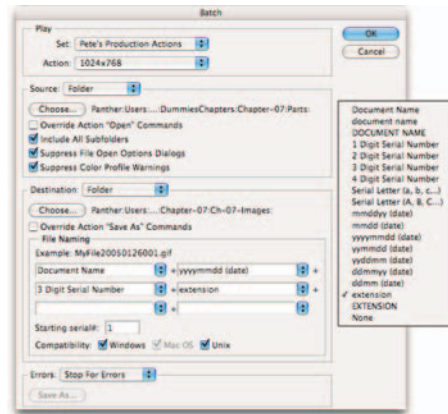 Batch
Play
Set: Pete's Production Actions
Action: 1024x768
OK
Cancel
Source: Folder
Choose... Panther:Users:...:DummiesChapters:Chapter-07:Parts:
Override Action "Open" Commands
Include All Subfolders
Suppress File Open Options Dialogs
Suppress Color Profile Warnings
Destination: Folder
Choose... Panther:Users:...Chapter-07:Ch-07-Images:
Override Action "Save As" Commands
File Naming
Example: MyFile20050126001.gif
Document Name + yyyymmdd (date) +
3 Digit Serial Number + extension +
+
Starting serial#: 1
Compatibility: Windows Mac OS Unix
Errors: Stop For Errors
Save As...
Document Name
document name
DOCUMENT NAME
1 Digit Serial Number
2 Digit Serial Number
3 Digit Serial Number
4 Digit Serial Number
Serial Letter (a, b, c...)
Serial Letter (A, B, C...)
mmddyy (date)
mmdd (date)
yyyymmdd (date)
yymmdd (date)
yyddmm (date)
ddmmyy (date)
ddmm (date)
✓ extension
EXTENSION
None